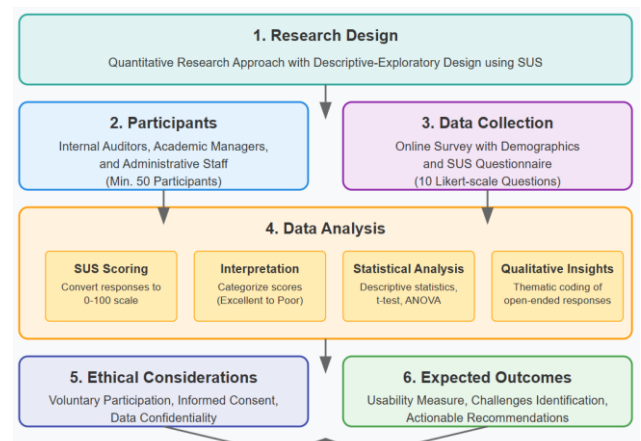 1. Research Design
Quantitative Research Approach with Descriptive-Exploratory Design using SUS
2. Participants
Internal Auditors, Academic Managers,
and Administrative Staff
(Min. 50 Participants)
3. Data Collection
Online Survey with Demographics
and SUS Questionnaire
(10 Likert-scale Questions)
4. Data Analysis
SUS Scoring
Convert responses to
0-100 scale
Interpretation
Categorize scores
(Excellent to Poor)
Statistical Analysis
Descriptive statistics,
t-test, ANOVA
Qualitative Insights
Thematic coding of
open-ended responses
5. Ethical Considerations
Voluntary Participation, Informed Consent,
Data Confidentiality
6. Expected Outcomes
Usability Measure, Challenges Identification,
Actionable Recommendations